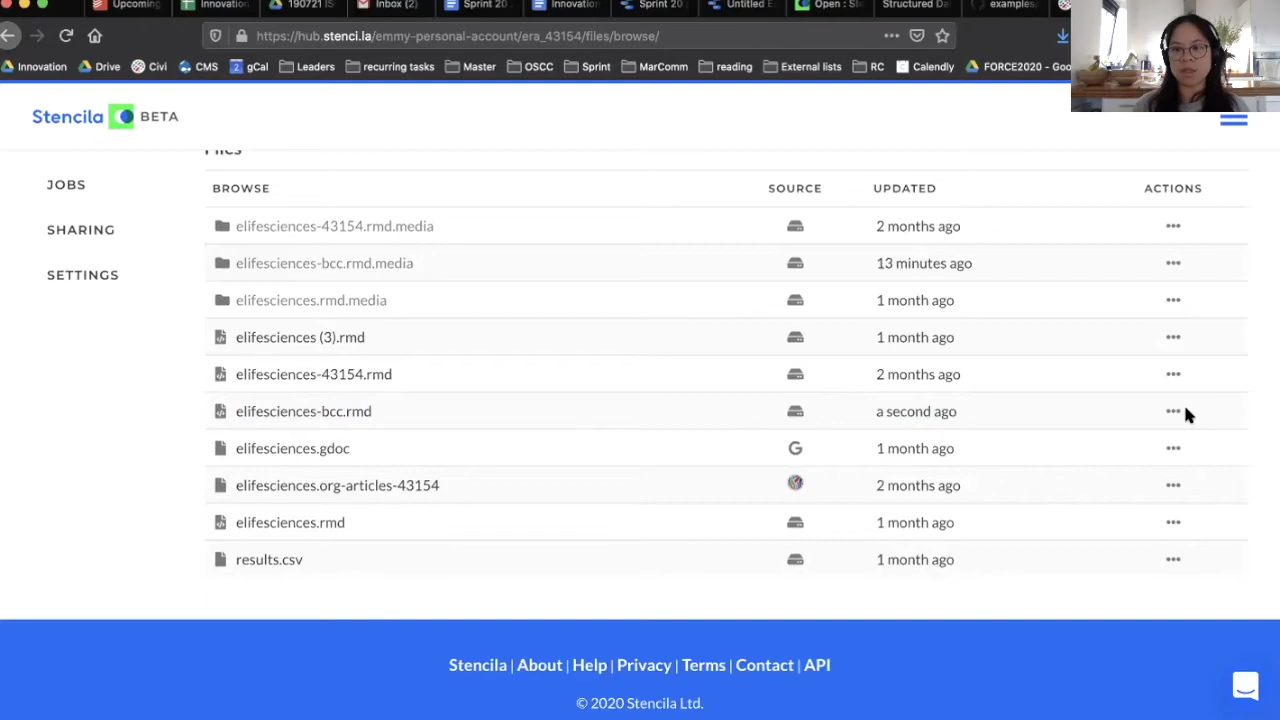 Upcoming
Innovation
190721 IS
Inbox (2)
Sprint 20
Innovation
Sprint 20
Untitled E
Open : Ste
Structured Da
examples/
https://hub.stenci.la/emmy-personal-account/era_43154/files/browse/
Innovation Drive Civi CMS gCal Leaders recurring tasks Master OSCC Sprint MarComm reading External lists RC Calendly FORCE2020 - Goo
Stencila BETA
Files
JOBS
SHARING
SETTINGS
BROWSE SOURCE UPDATED ACTIONS
elifesciences-43154.rmd.media 2 months ago
elifesciences-bcc.rmd.media 13 minutes ago
elifesciences.rmd.media 1 month ago
elifesciences (3).rmd 1 month ago
elifesciences-43154.rmd 2 months ago
elifesciences-bcc.rmd a second ago
elifesciences.gdoc G 1 month ago
elifesciences.org-articles-43154 2 months ago
elifesciences.rmd 1 month ago
results.csv 1 month ago
Stencila | About | Help | Privacy | Terms | Contact | API
© 2020 Stencila Ltd.